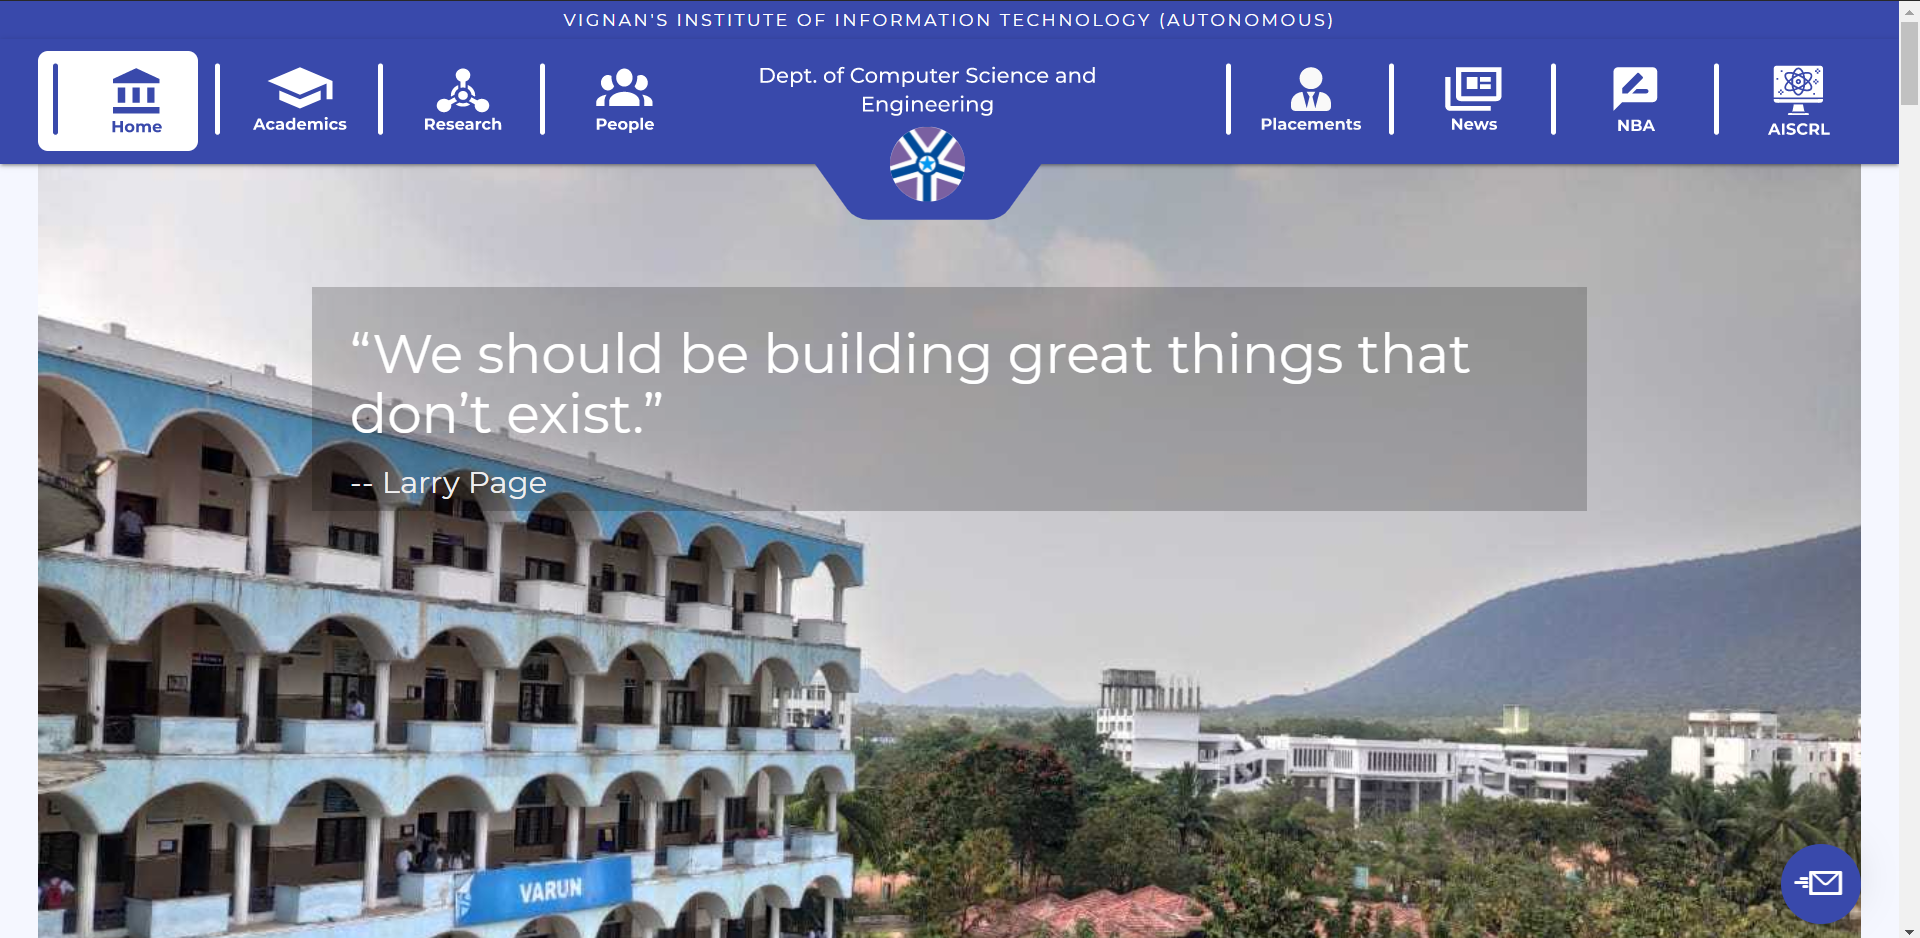 VIGNAN'S INSTITUTE OF INFORMATION TECHNOLOGY (AUTONOMOUS)
Home
Academics
Research
People
Dept. of Computer Science and
Engineering
Placements
News
NBA
AISCRL
“We should be building great things that
don’t exist.”
-- Larry Page
VARUN